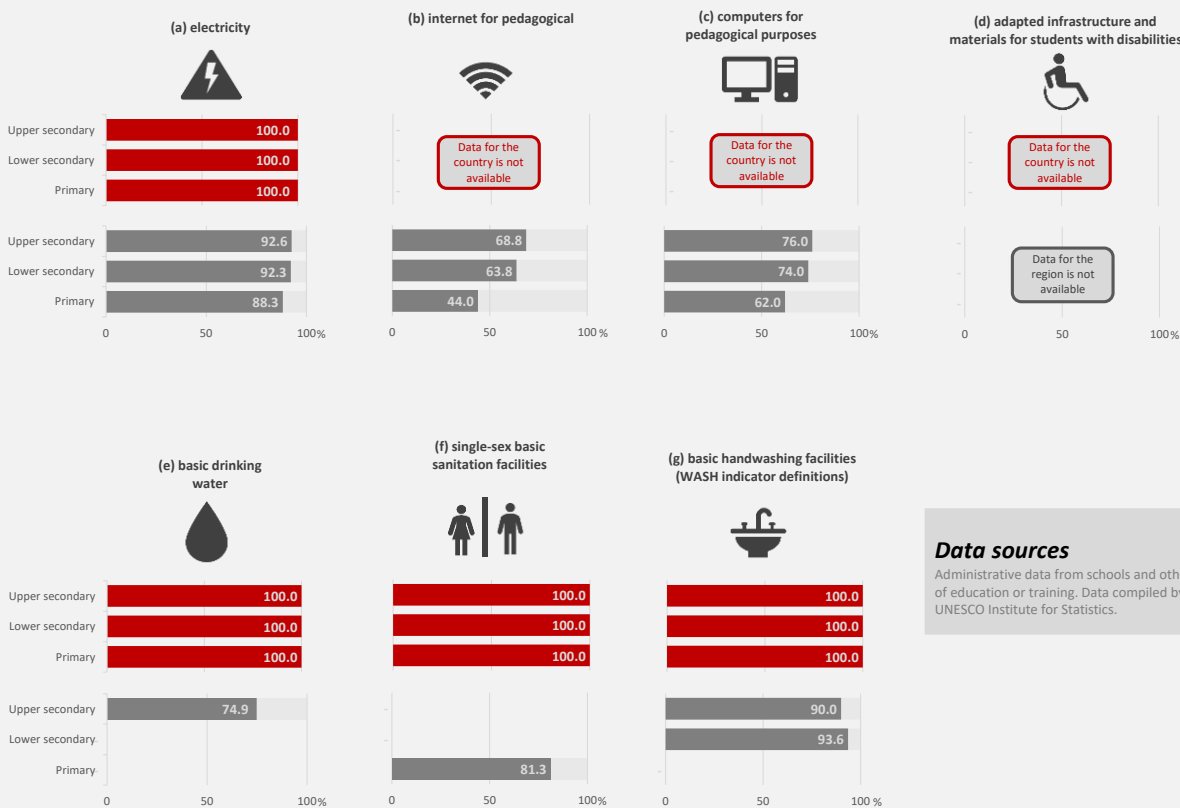 (a) electricity
(b) internet for pedagogical
(c) computers for
pedagogical purposes
(d) adapted infrastructure and
materials for students with disabilities
Upper secondary
100.0
Lower secondary
100.0
Primary
100.0
Data for the
country is not
available
Data for the
country is not
available
Data for the
country is not
available
Upper secondary
92.6
Lower secondary
92.3
Primary
88.3
0
50
100%
68.8
63.8
44.0
0
50
100%
76.0
74.0
62.0
0
50
100%
Data for the
region is not
available
0
50
100%
(e) basic drinking
water
(f) single-sex basic
sanitation facilities
(g) basic handwashing facilities
(WASH indicator definitions)
Upper secondary
100.0
Lower secondary
100.0
Primary
100.0
100.0
100.0
100.0
100.0
100.0
100.0
Data sources
Administrative data from schools and oth
of education or training. Data compiled by
UNESCO Institute for Statistics.
Upper secondary
74.9
Lower secondary
Primary
0
50
100%
81.3
0
50
100%
90.0
93.6
0
50
100%